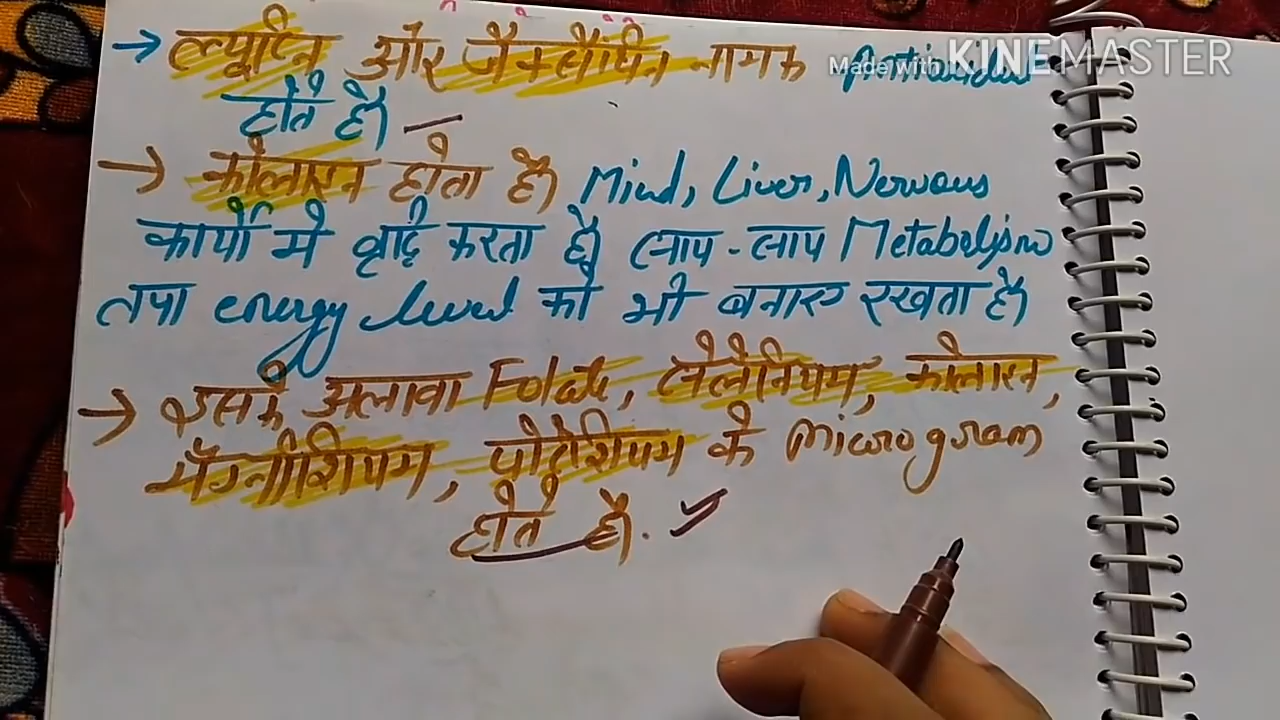 → ल्यूटिन और जैक्सैंथिन नामक Antioxidant
होते है।
→ कोलाइन होता है। Mind, Liver, Nervous
कार्यो मे वृद्धि करता है। साथ-साथ Metabolism
तथा energy level को भी बनाए रखता है।
→ इसके अलावा Folate, सेलेनियम, कोलाइन,
मॅग्नीशियम, पोटेशियम के Microgram
होते है.
Made with KINEMASTER